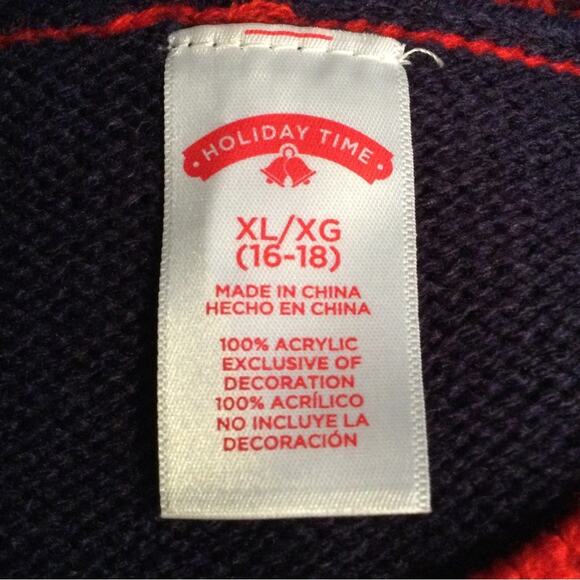 • HOLIDAY TIME •
XL/XG
(16-18)
MADE IN CHINA
HECHO EN CHINA
100% ACRYLIC
EXCLUSIVE OF
DECORATION
100% ACRÍLICO
NO INCLUYE LA
DECORACIÓN